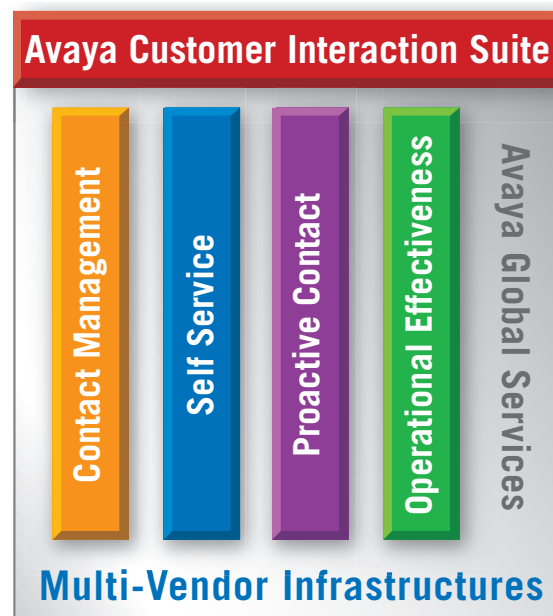 Avaya Customer Interaction Suite
Contact Management
Self Service
Proactive Contact
Operational Effectiveness
Avaya Global Services
Multi-Vendor Infrastructures